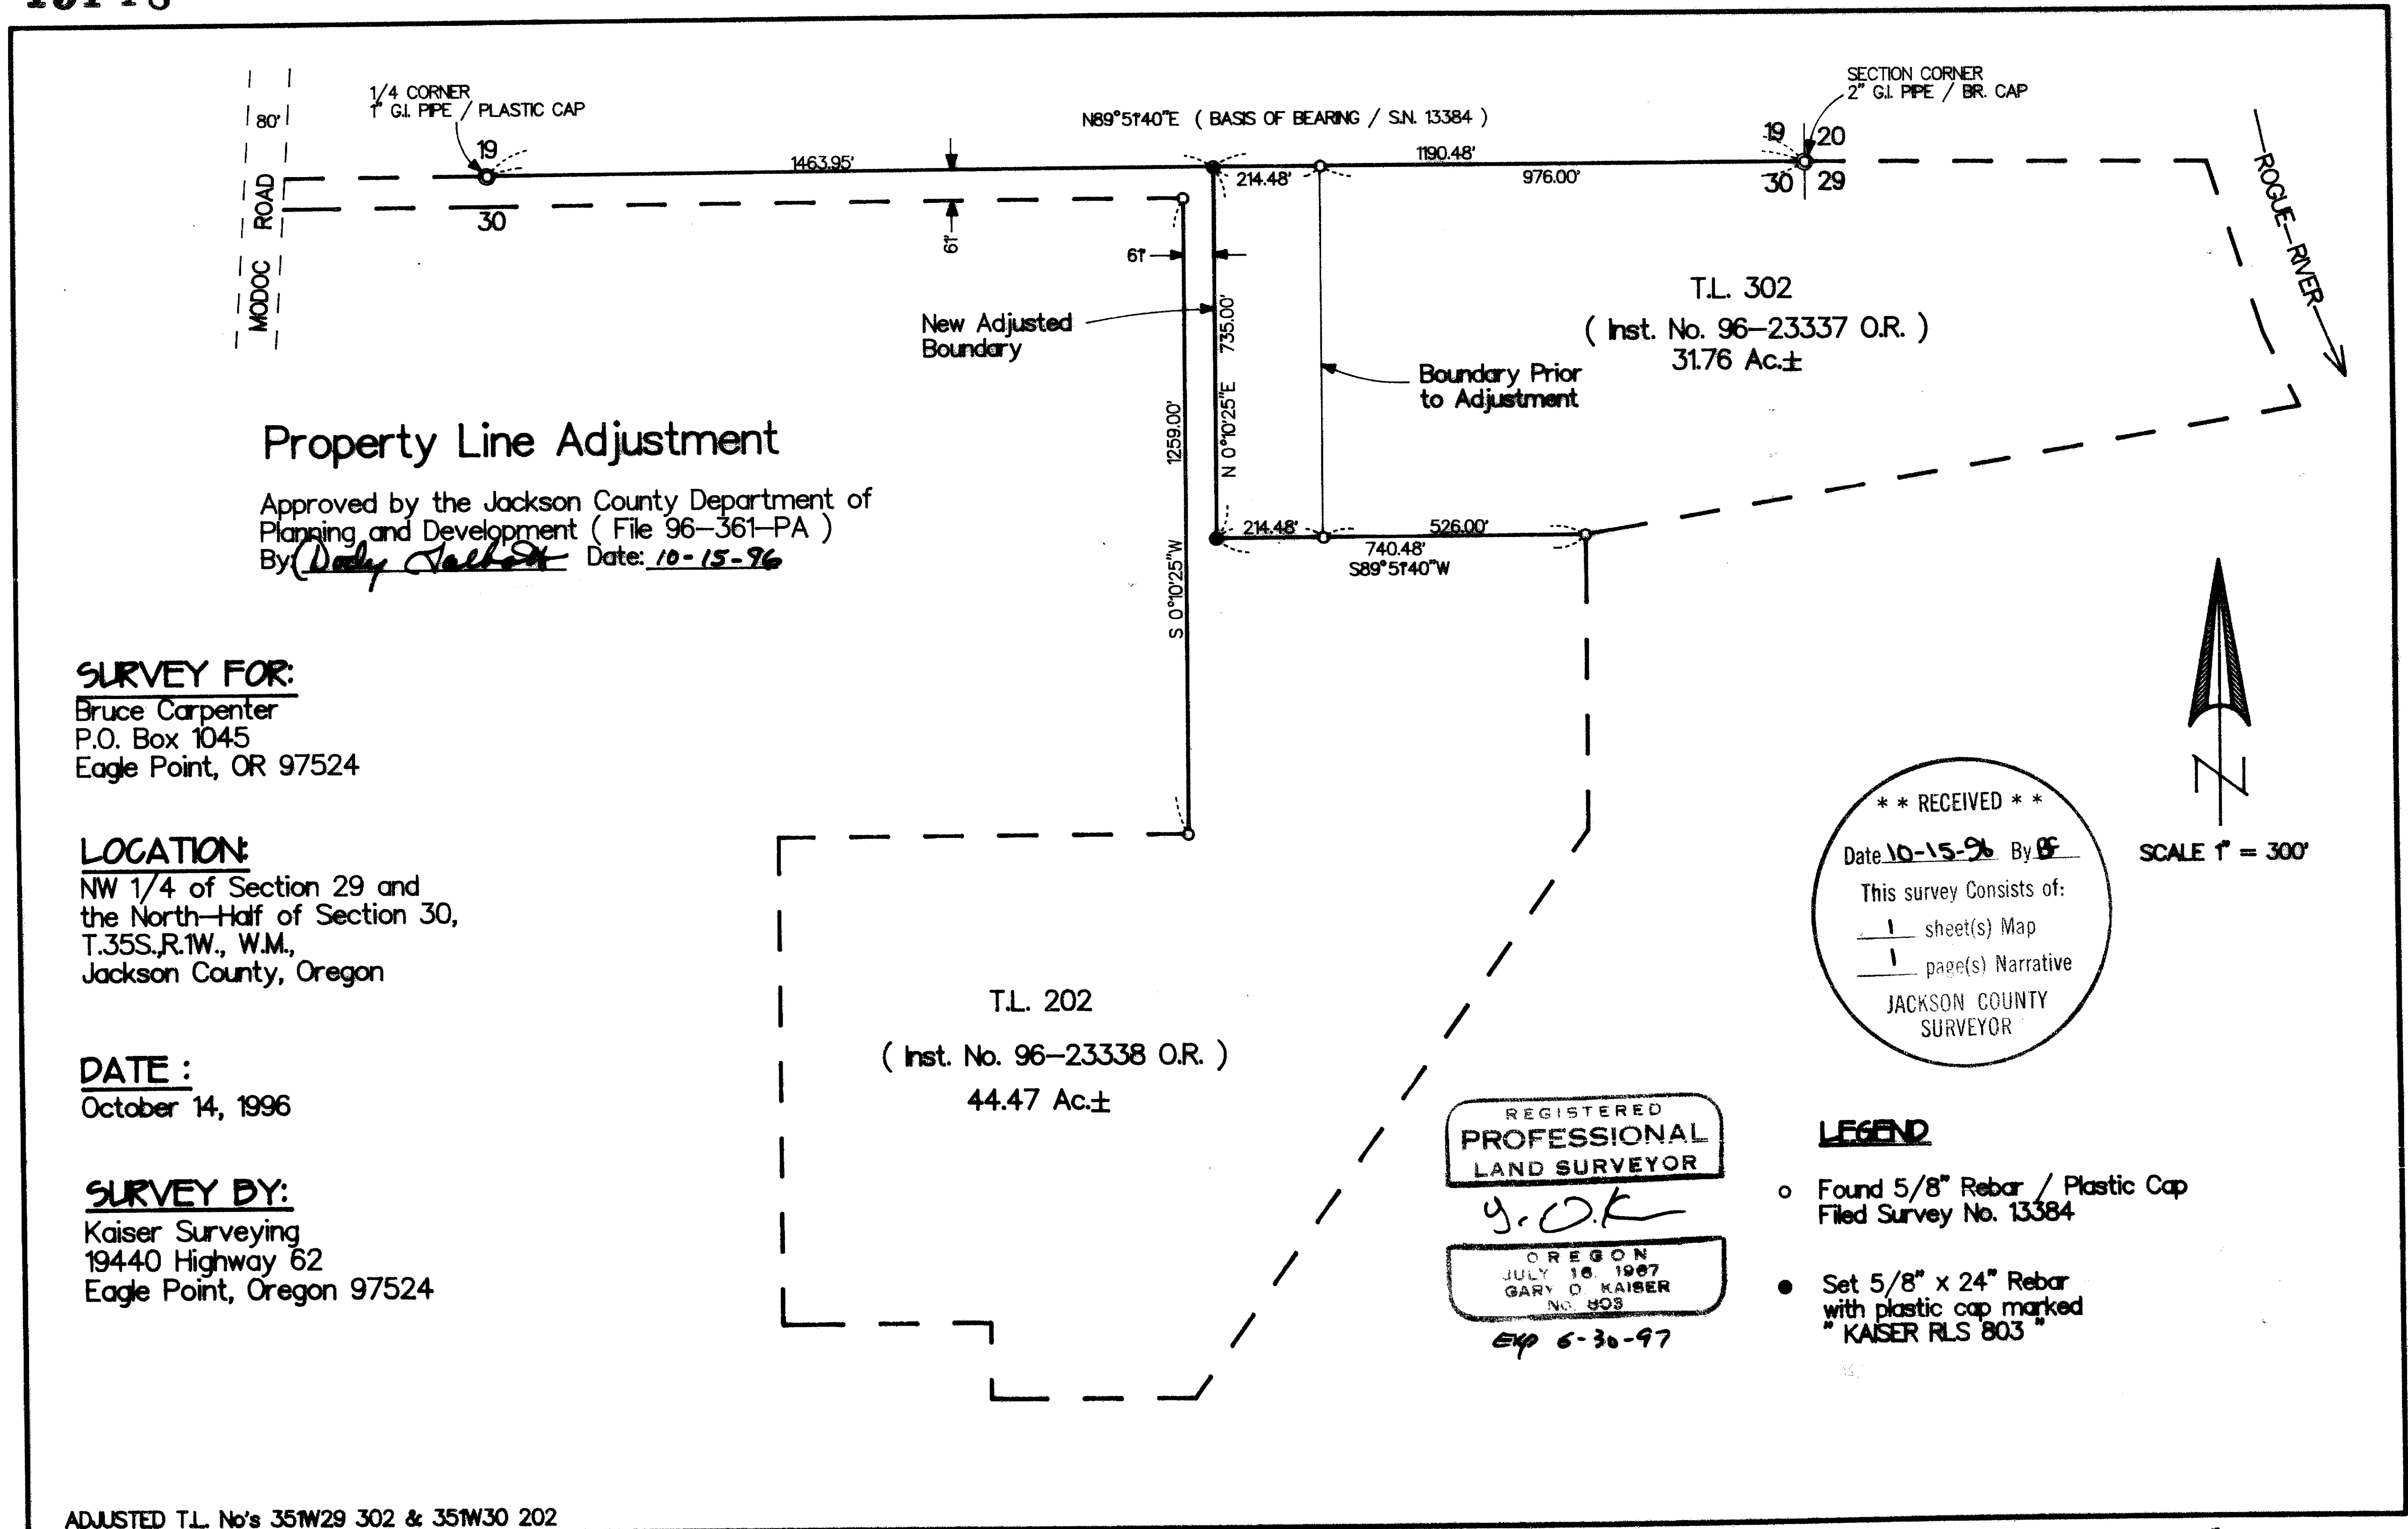 80'
MODOC ROAD
1/4 CORNER
1" G.I. PIPE / PLASTIC CAP
19
30
1463.95'
N89°51'40"E ( BASIS OF BEARING / S.N. 13384 )
1190.48'
214.48'
976.00'
SECTION CORNER
2" G.I. PIPE / BR. CAP
19 20
30 29
ROGUE RIVER
61'
61'
New Adjusted
Boundary
N 0°10'25"E 735.00'
Boundary Prior
to Adjustment
T.L. 302
( Inst. No. 96-23337 O.R. )
31.76 Ac.±
S 0°10'25"W 1259.00'
214.48'
526.00'
740.48'
S89°51'40"W
Property Line Adjustment
Approved by the Jackson County Department of
Planning and Development ( File 96-361-PA )
By: Date: 10-15-96
SURVEY FOR:
Bruce Carpenter
P.O. Box 1045
Eagle Point, OR 97524
LOCATION:
NW 1/4 of Section 29 and
the North-Half of Section 30,
T.35S.,R.1W., W.M.,
Jackson County, Oregon
DATE :
October 14, 1996
SURVEY BY:
Kaiser Surveying
19440 Highway 62
Eagle Point, Oregon 97524
T.L. 202
( Inst. No. 96-23338 O.R. )
44.47 Ac.±
N
SCALE 1" = 300'
* * RECEIVED * *
Date 10-15-96 By BF
This survey Consists of:
1 sheet(s) Map
1 page(s) Narrative
JACKSON COUNTY
SURVEYOR
REGISTERED
PROFESSIONAL
LAND SURVEYOR
OREGON
JULY 16, 1967
GARY O. KAISER
NO. 803
EXP 6-30-97
LEGEND
Found 5/8" Rebar / Plastic Cap
Filed Survey No. 13384
Set 5/8" x 24" Rebar
with plastic cap marked
" KAISER RLS 803 "
ADJUSTED T.L. No's 351W29 302 & 351W30 202